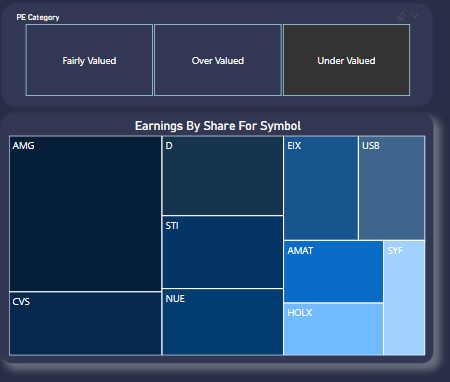 PE Category
Fairly Valued
Over Valued
Under Valued
Earnings By Share For Symbol
AMG
D
EIX
USB
STI
AMAT
SYF
CVS
NUE
HOLX